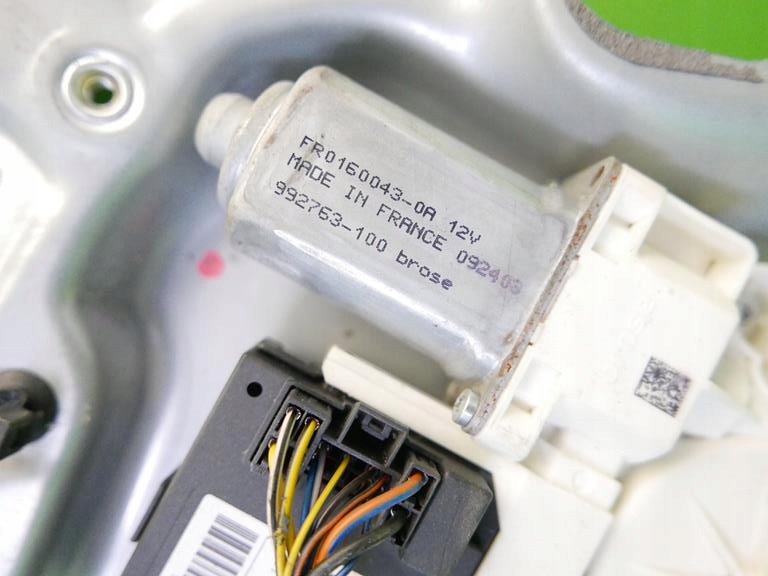 FR0160043-0A 12V
MADE IN FRANCE 092403
992763-100 brose